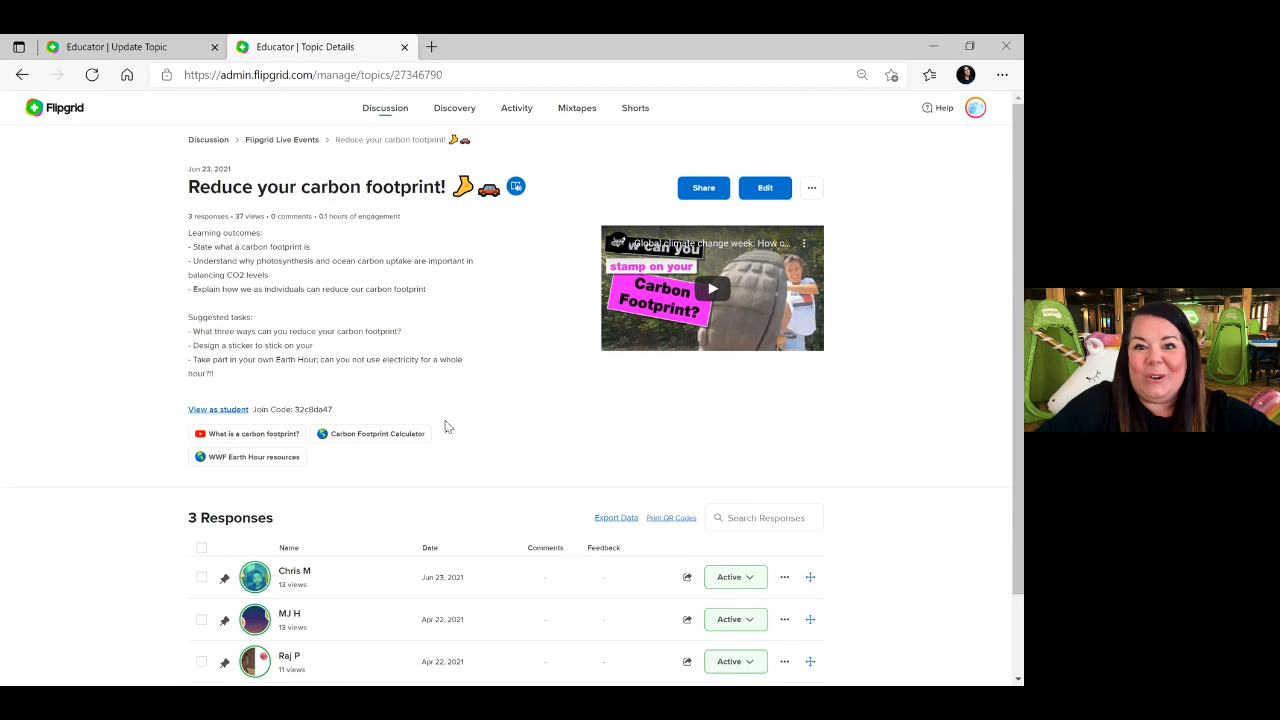 Educator | Update Topic
Educator | Topic Details
https://admin.flipgrid.com/manage/topics/27346790
Flipgrid
Discussion
Discovery
Activity
Mixtapes
Shorts
Help
Discussion > Flipgrid Live Events > Reduce your carbon footprint! 🦶🚗
Jun 23, 2021
Reduce your carbon footprint! 🦶🚗
Share
Edit
3 responses • 37 views • 0 comments • 0.1 hours of engagement
Learning outcomes:
- State what a carbon footprint is
- Understand why photosynthesis and ocean carbon uptake are important in
balancing CO2 levels
- Explain how we as individuals can reduce our carbon footprint
Suggested tasks:
- What three ways can you reduce your carbon footprint?
- Design a sticker to stick on your
- Take part in your own Earth Hour; can you not use electricity for a whole
hour?!!
Global climate change week: How c...
w can you
stamp on your
Carbon
Footprint?
View as student Join Code: 32c8da47
What is a carbon footprint?
Carbon Footprint Calculator
WWF Earth Hour resources
3 Responses
Export Data
Print QR Codes
Search Responses
Name
Date
Comments
Feedback
Chris M
13 views
Jun 23, 2021
-
-
Active
MJ H
13 views
Apr 22, 2021
-
-
Active
Raj P
11 views
Apr 22, 2021
-
-
Active